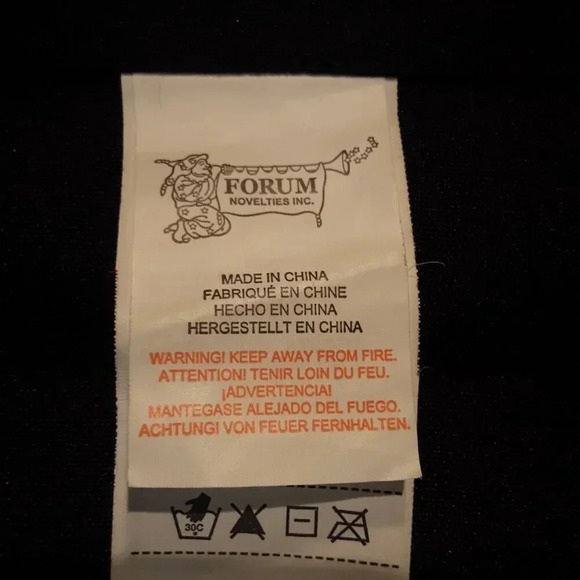 FORUM
NOVELTIES INC.
MADE IN CHINA
FABRIQUÉ EN CHINE
HECHO EN CHINA
HERGESTELLT EN CHINA
WARNING! KEEP AWAY FROM FIRE.
ATTENTION! TENIR LOIN DU FEU.
¡ADVERTENCIA!
MANTEGASE ALEJADO DEL FUEGO.
ACHTUNG! VON FEUER FERNHALTEN.
30C